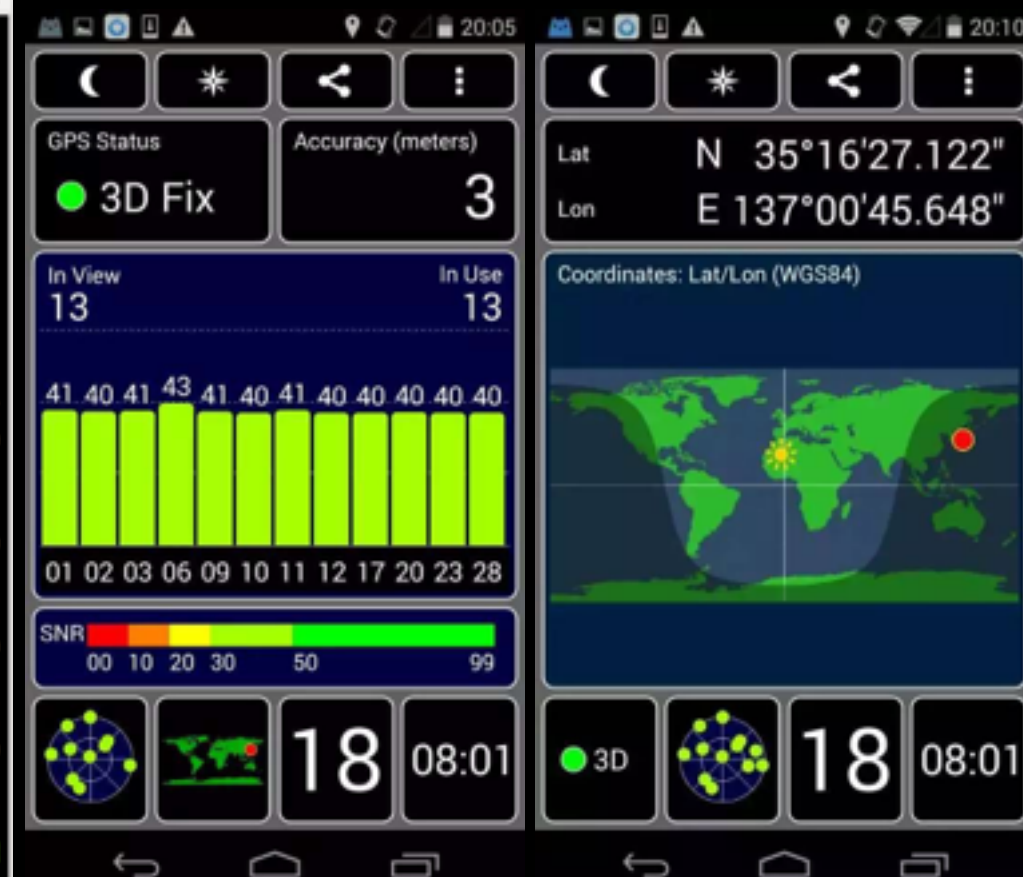 20:05
GPS Status
3D Fix
Accuracy (meters)
3
In View
13
In Use
13
41 40 41 43 41 40 41 40 40 40 40 40
01 02 03 06 09 10 11 12 17 20 23 28
SNR
00 10 20 30 50 99
18
08:01
20:10
Lat N 35°16'27.122"
Lon E 137°00'45.648"
Coordinates: Lat/Lon (WGS84)
3D
18
08:01